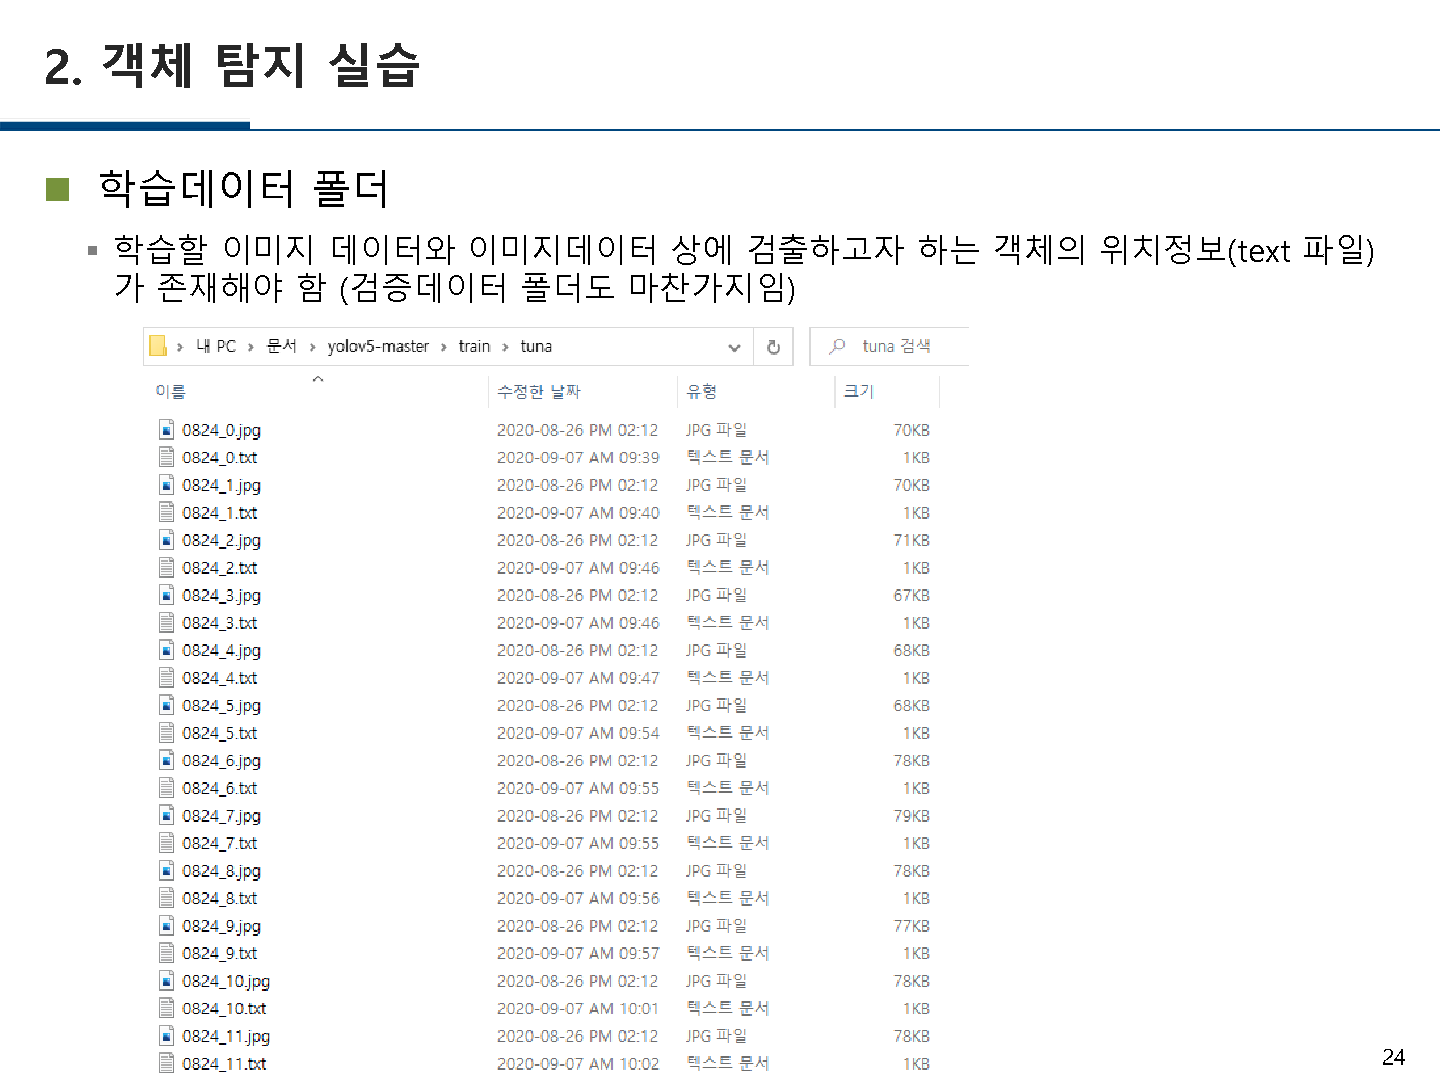 2. 객체 탐지 실습
학습데이터 폴더
학습할 이미지 데이터와 이미지데이터 상에 검출하고자 하는 객체의 위치정보(text 파일)
가 존재해야 함 (검증데이터 폴더도 마찬가지임)
> 내 PC > 문서 > yolov5-master > train > tuna tuna 검색
이름 수정한 날짜 유형 크기
0824_0.jpg 2020-08-26 PM 02:12 JPG 파일 70KB
0824_0.txt 2020-09-07 AM 09:39 텍스트 문서 1KB
0824_1.jpg 2020-08-26 PM 02:12 JPG 파일 70KB
0824_1.txt 2020-09-07 AM 09:40 텍스트 문서 1KB
0824_2.jpg 2020-08-26 PM 02:12 JPG 파일 71KB
0824_2.txt 2020-09-07 AM 09:46 텍스트 문서 1KB
0824_3.jpg 2020-08-26 PM 02:12 JPG 파일 67KB
0824_3.txt 2020-09-07 AM 09:46 텍스트 문서 1KB
0824_4.jpg 2020-08-26 PM 02:12 JPG 파일 68KB
0824_4.txt 2020-09-07 AM 09:47 텍스트 문서 1KB
0824_5.jpg 2020-08-26 PM 02:12 JPG 파일 68KB
0824_5.txt 2020-09-07 AM 09:54 텍스트 문서 1KB
0824_6.jpg 2020-08-26 PM 02:12 JPG 파일 78KB
0824_6.txt 2020-09-07 AM 09:55 텍스트 문서 1KB
0824_7.jpg 2020-08-26 PM 02:12 JPG 파일 79KB
0824_7.txt 2020-09-07 AM 09:55 텍스트 문서 1KB
0824_8.jpg 2020-08-26 PM 02:12 JPG 파일 78KB
0824_8.txt 2020-09-07 AM 09:56 텍스트 문서 1KB
0824_9.jpg 2020-08-26 PM 02:12 JPG 파일 77KB
0824_9.txt 2020-09-07 AM 09:57 텍스트 문서 1KB
0824_10.jpg 2020-08-26 PM 02:12 JPG 파일 78KB
0824_10.txt 2020-09-07 AM 10:01 텍스트 문서 1KB
0824_11.jpg 2020-08-26 PM 02:12 JPG 파일 78KB
0824_11.txt 2020-09-07 AM 10:02 텍스트 문서 1KB
24